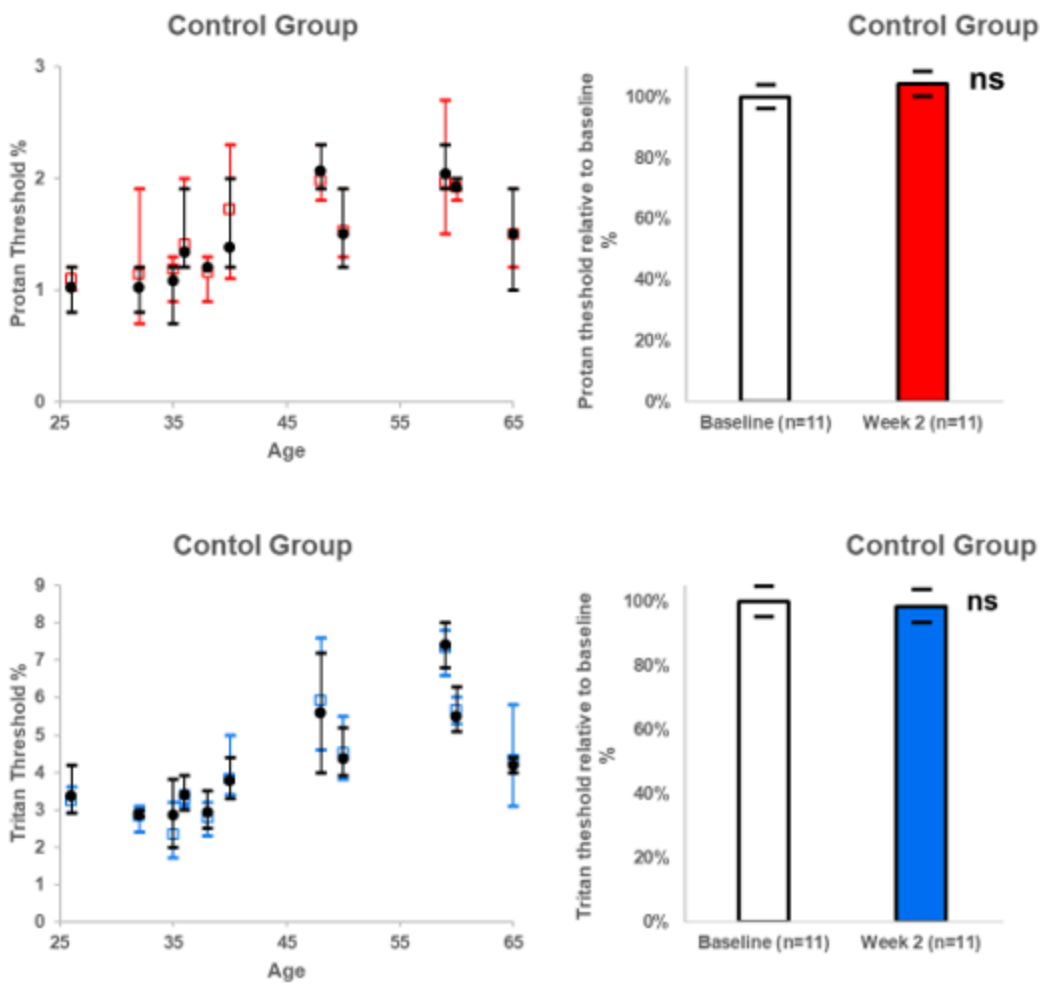 Control Group
Protan Threshold %
3
2
1
0
25 35 45 55 65
Age
Control Group
Protan theshold relative to baseline
%
100%
80%
60%
40%
20%
0%
ns
Baseline (n=11) Week 2 (n=11)
Contol Group
Tritan Threshold %
9
8
7
6
5
4
3
2
1
0
25 35 45 55 65
Age
Control Group
Tritan theshold relative to baseline
%
100%
80%
60%
40%
20%
0%
ns
Baseline (n=11) Week 2 (n=11)